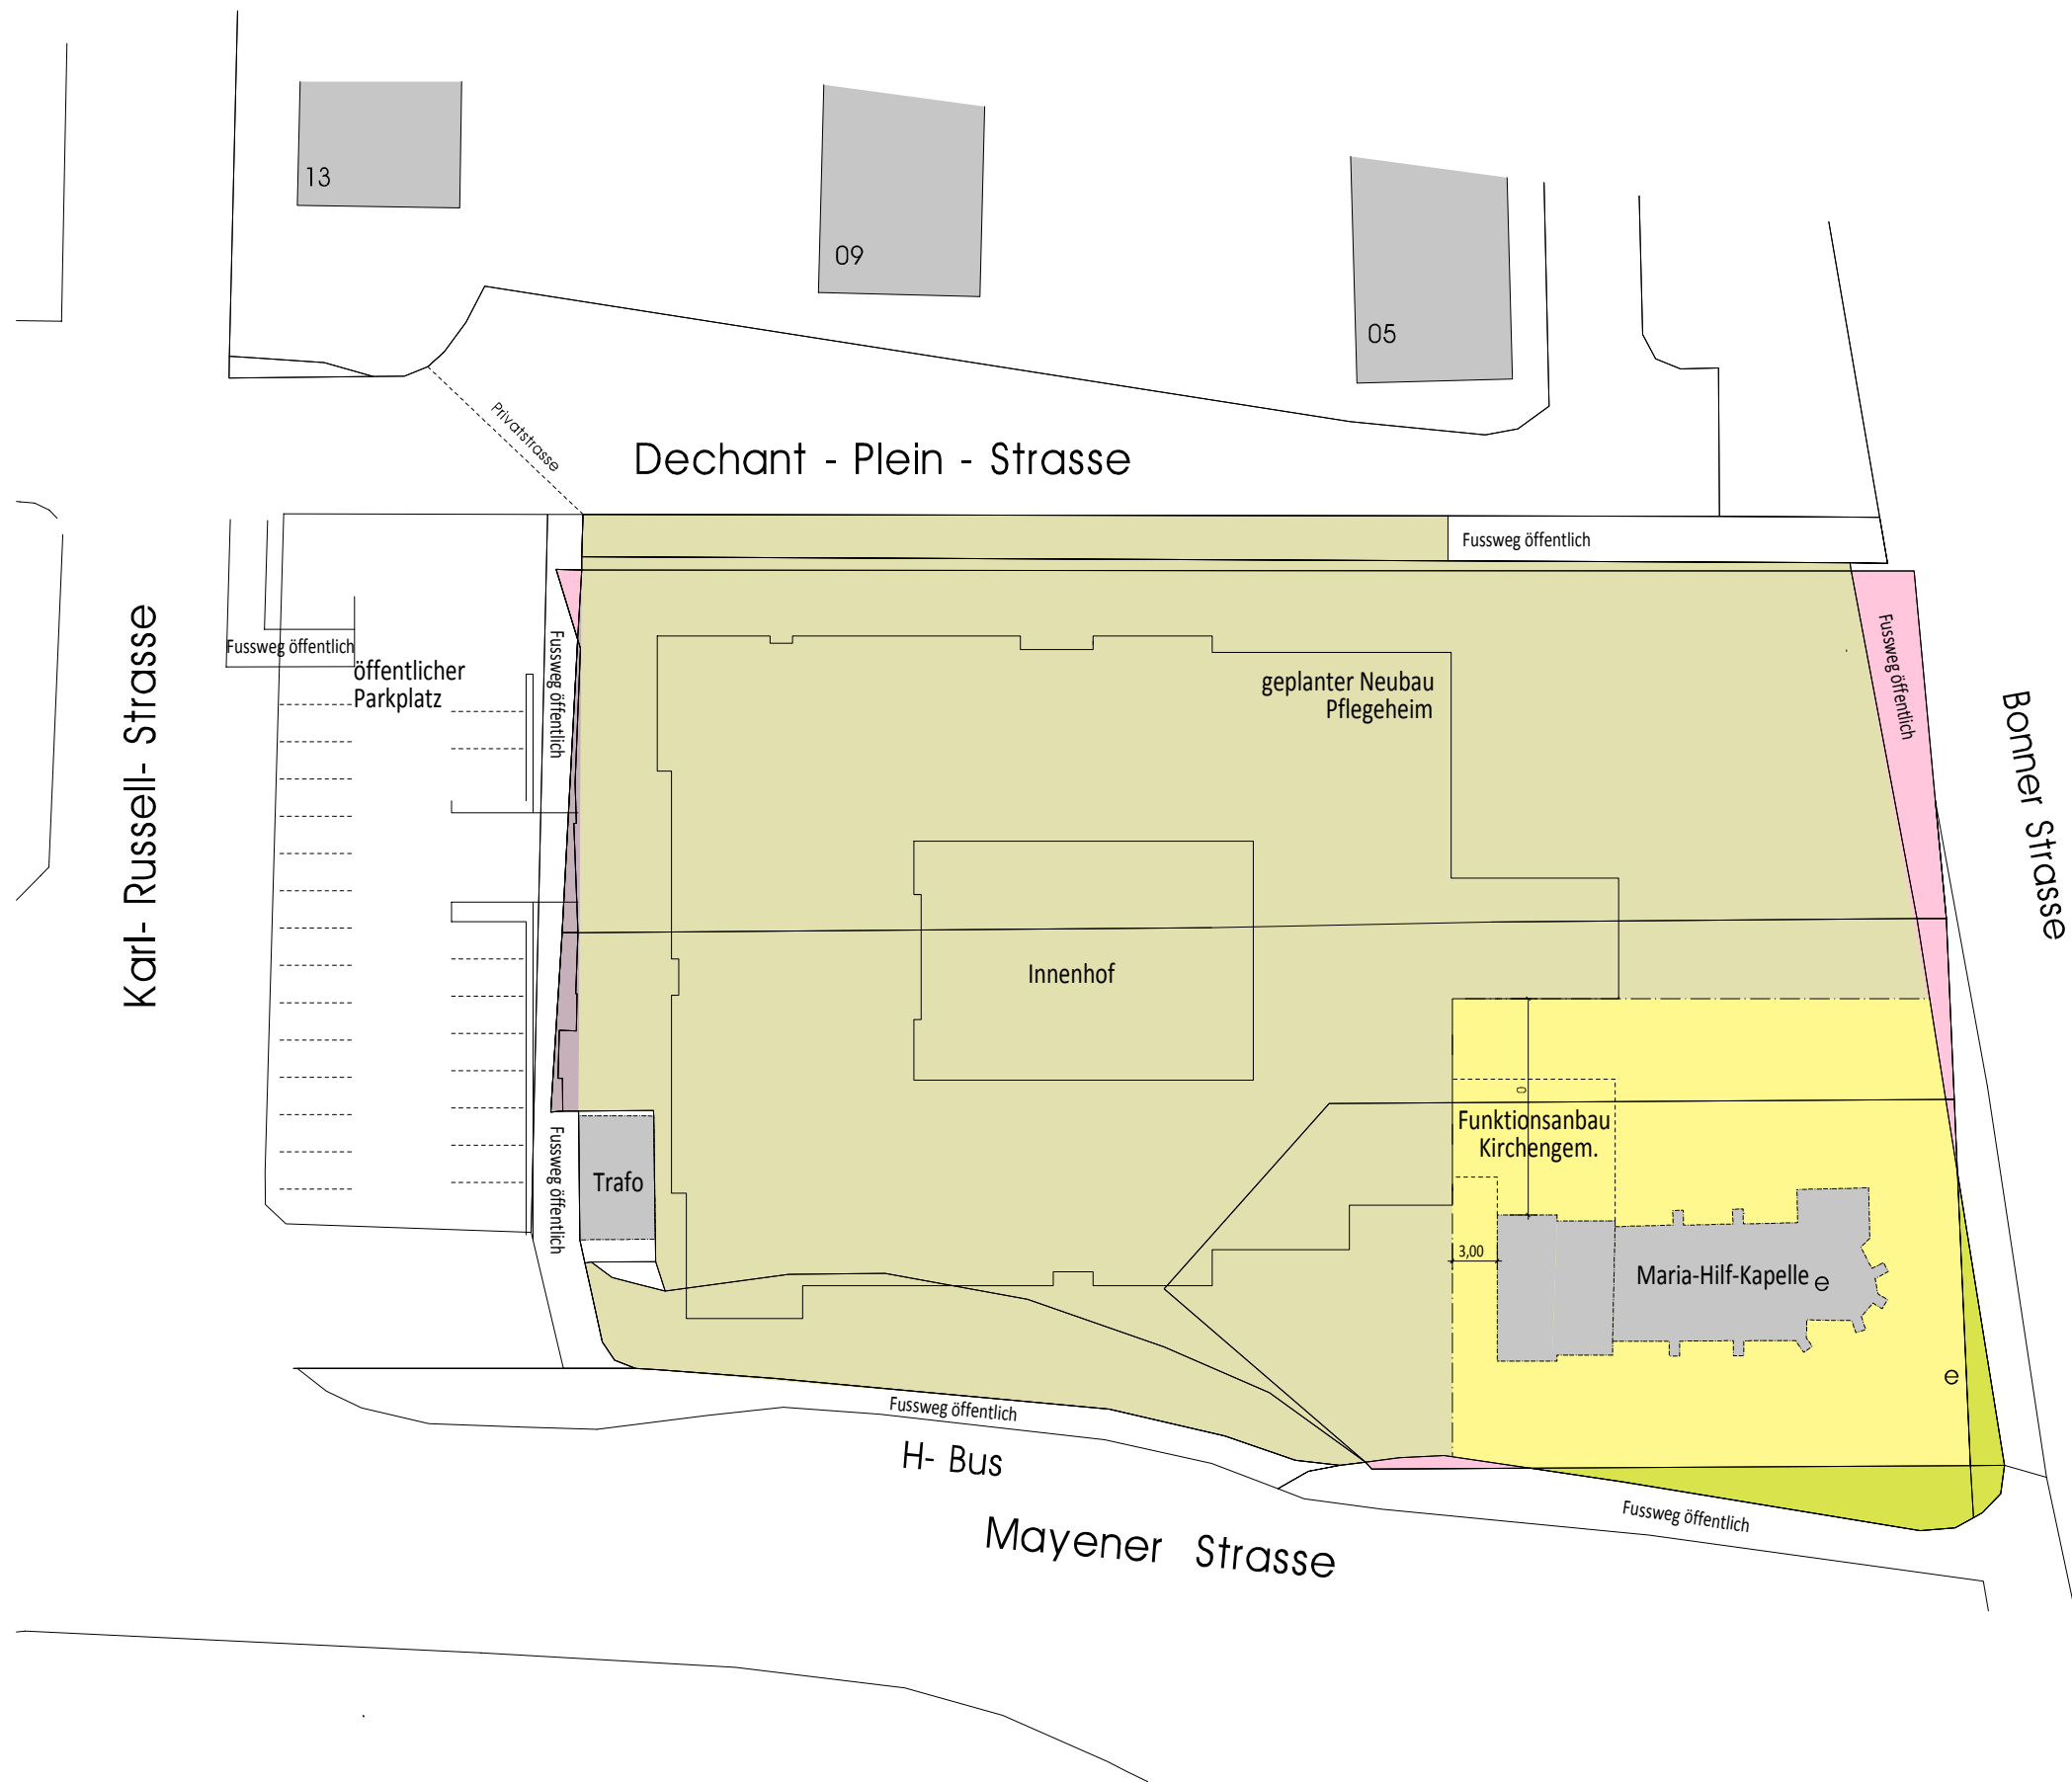 13
09
05
Privatstrasse
Dechant - Plein - Strasse
Fussweg öffentlich
Karl- Russell- Strasse
Fussweg öffentlich
öffentlicher
Parkplatz
Fussweg öffentlich
geplanter Neubau
Pflegeheim
Fussweg öffentlich
Bonner Strasse
Innenhof
0
Funktionsanbau
Kirchengem.
Fussweg öffentlich
Trafo
3,00
Maria-Hilf-Kapelle
e
e
Fussweg öffentlich
H- Bus
Fussweg öffentlich
Mayener Strasse